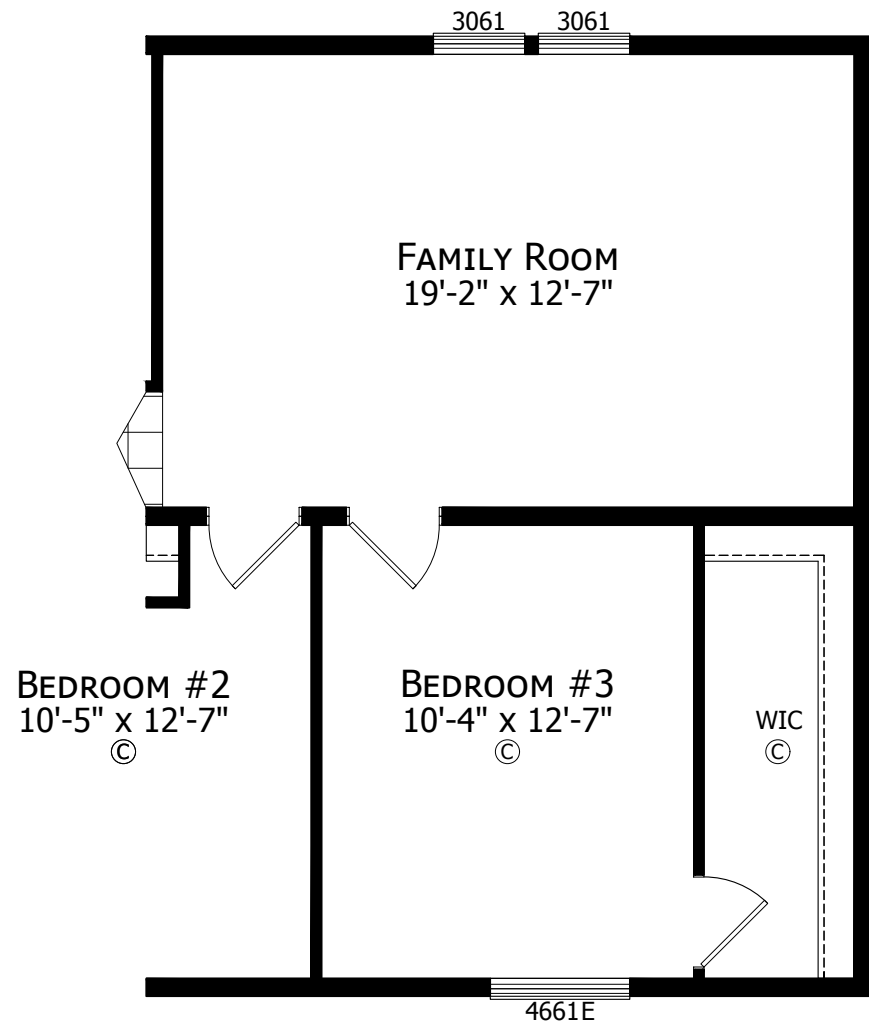 3061 3061
Family Room
19'-2" x 12'-7"
Bedroom #2
10'-5" x 12'-7"
©
Bedroom #3
10'-4" x 12'-7"
©
WIC
©
4661E